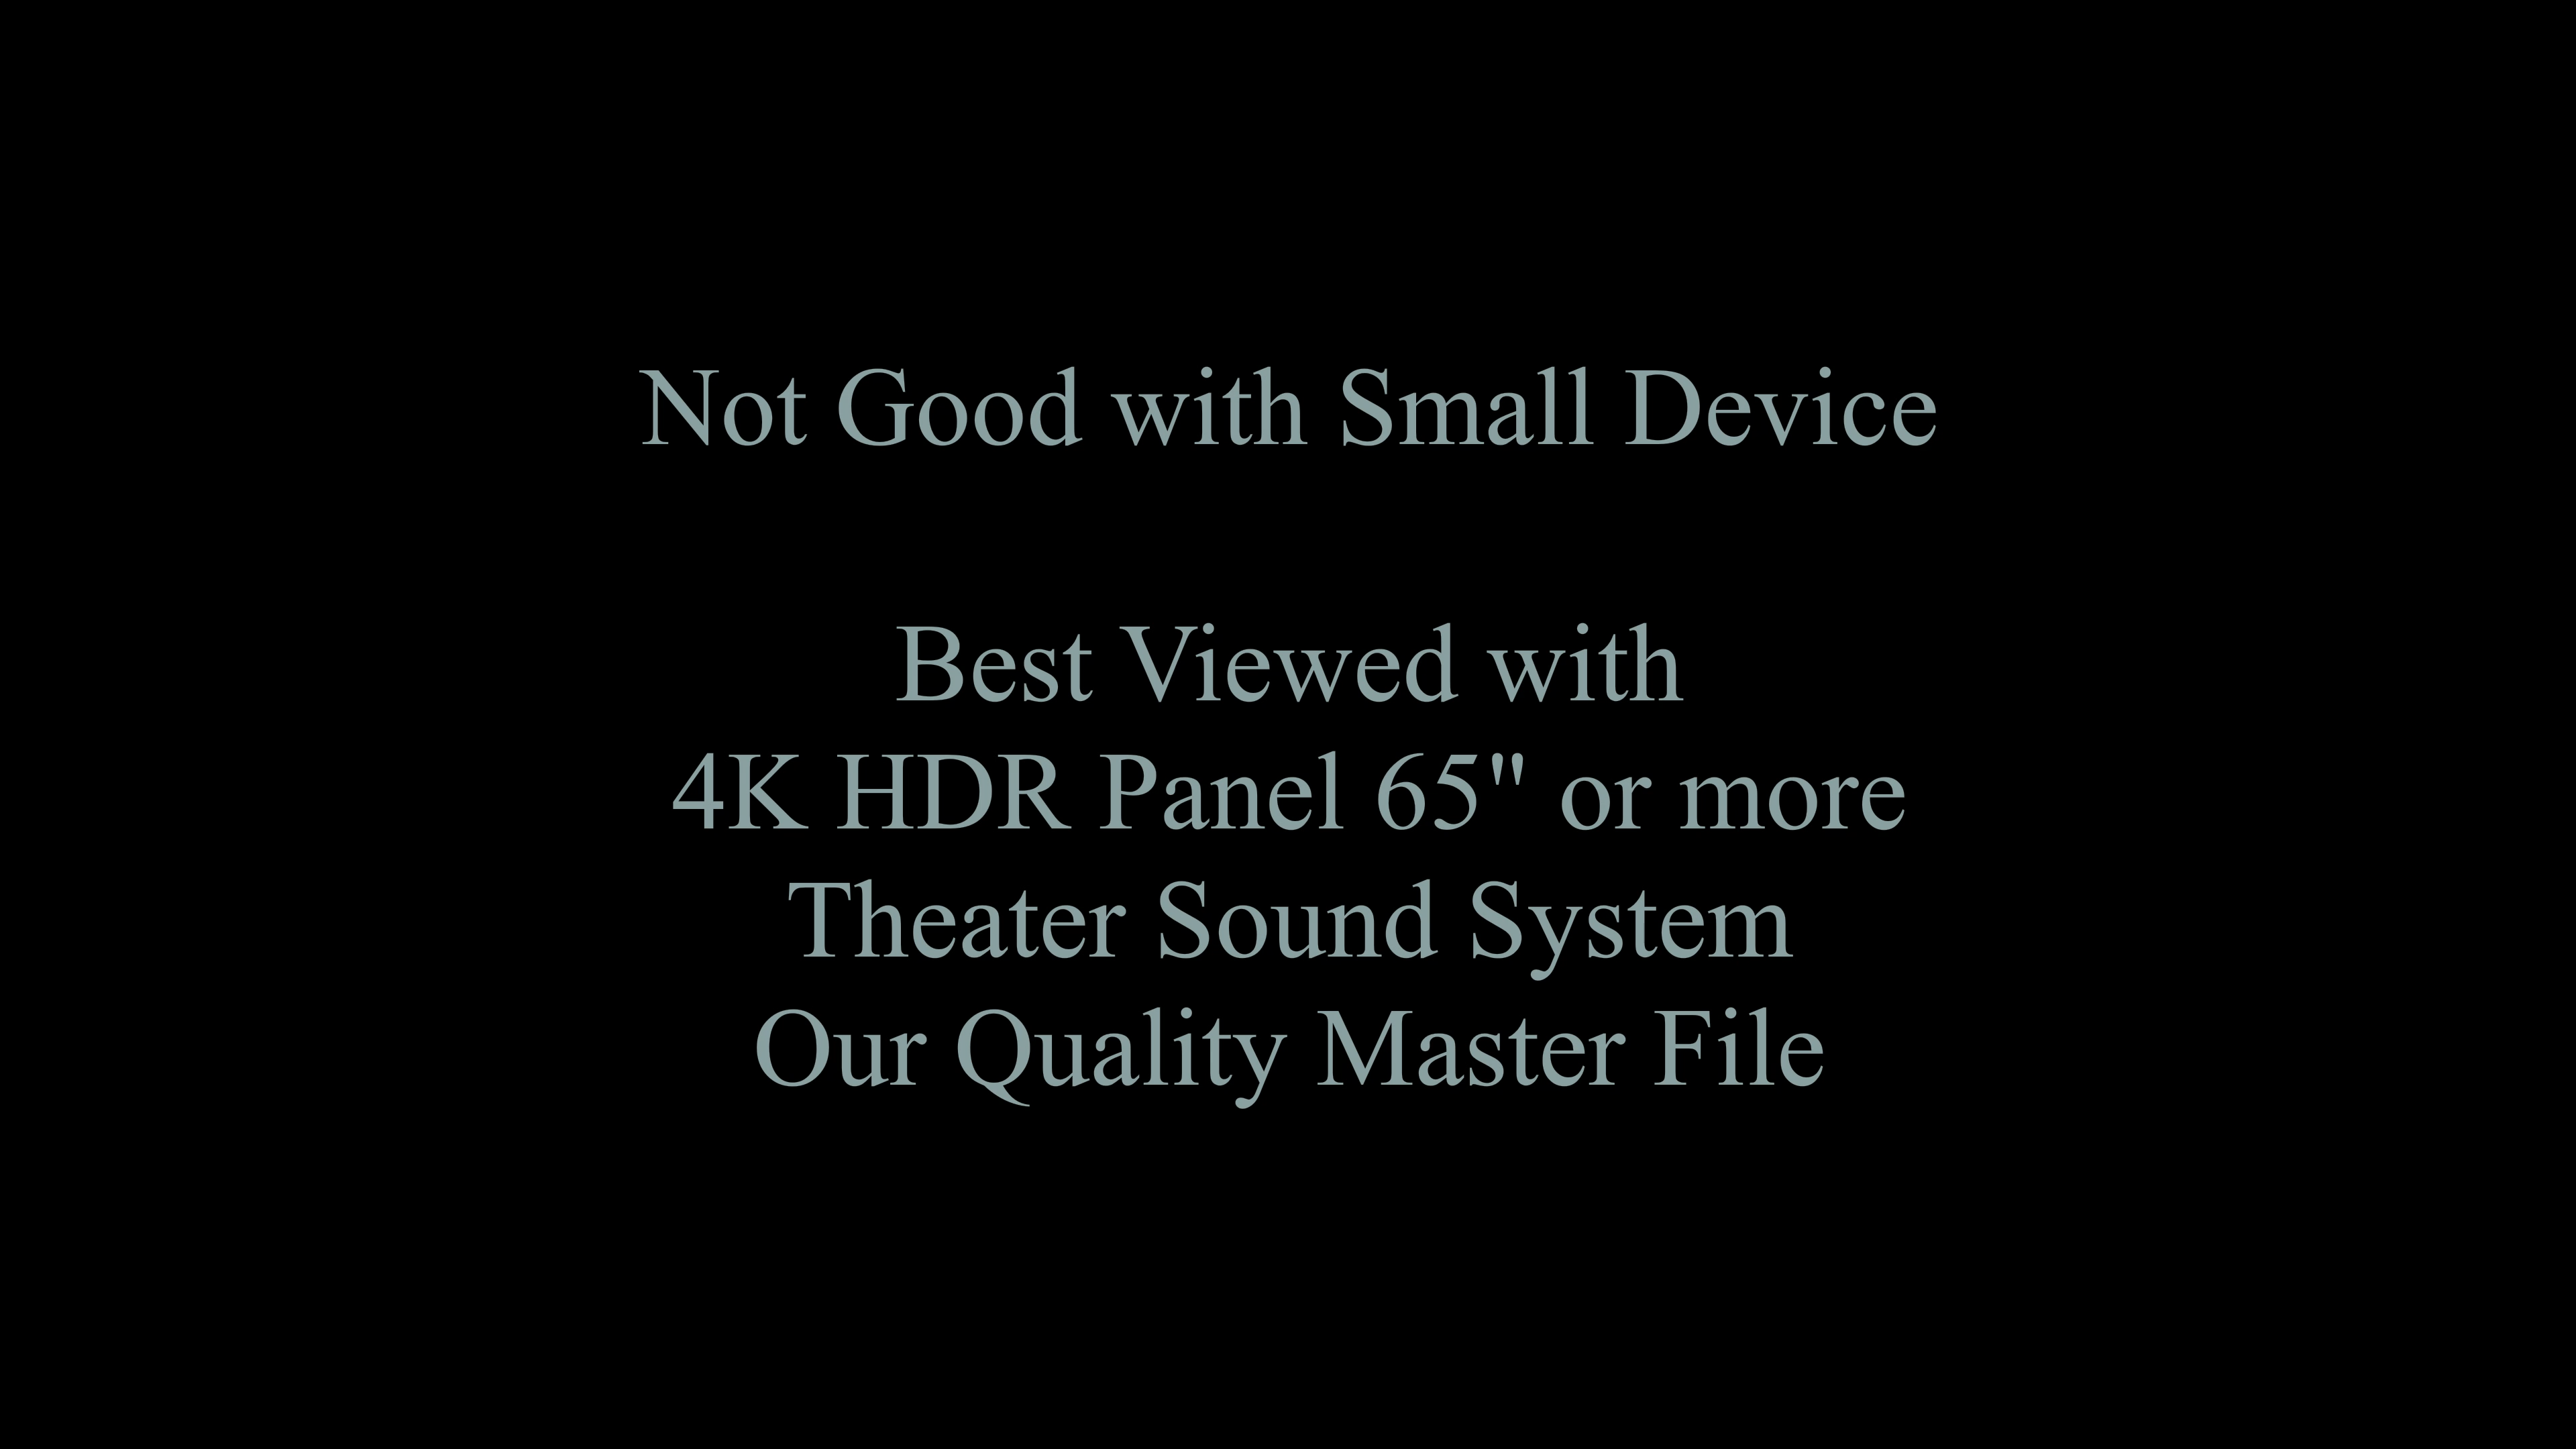 Not Good with Small Device
Best Viewed with
4K HDR Panel 65" or more
Theater Sound System
Our Quality Master File